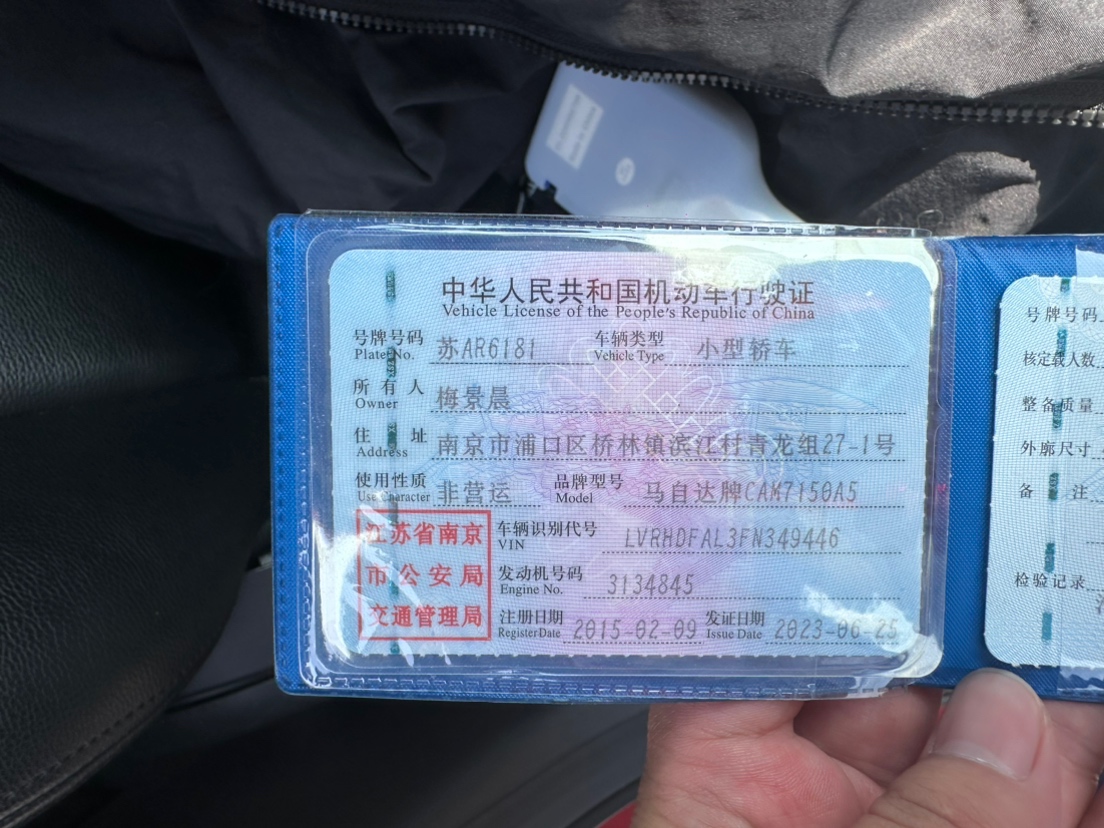 中华人民共和国机动车行驶证
Vehicle License of the People's Republic of China
号牌号码 苏AR6181 车辆类型 小型轿车
Plate No. Vehicle Type
所有人 梅景晨
Owner
住址 南京市浦口区桥林镇滨江村青龙组27-1号
Address
使用性质 非营运 品牌型号 马自达牌CAM7150A5
Use Character Model
江苏省南京
市公安局
交通管理局
车辆识别代号 LVRHDFAL3FN349446
VIN
发动机号码 3134845
Engine No.
注册日期 2015-02-09 发证日期 2023-06-25
Register Date Issue Date
号牌号码
核定载人数
整备质量
外廓尺寸
备注
检验记录